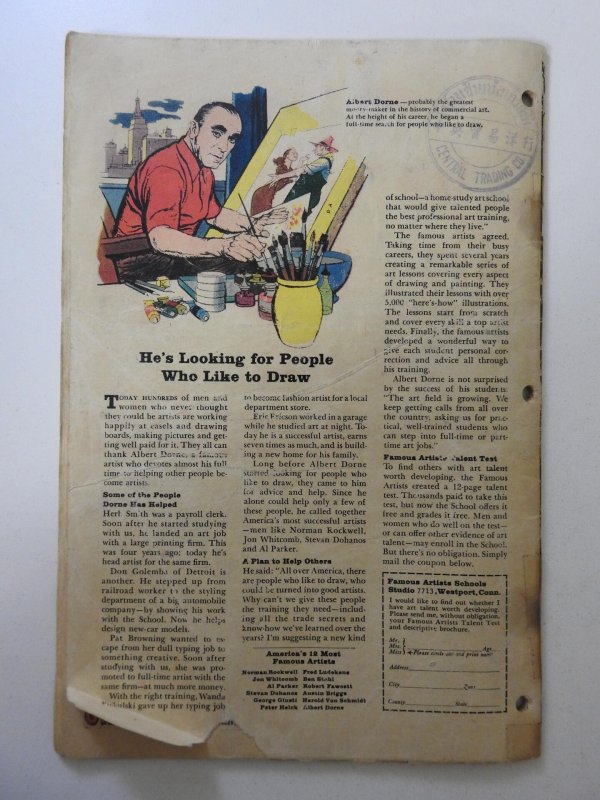 Albert Dorne — probably the greatest
money-maker in the history of commercial art.
At the height of his career, he began a
full-time search for people who like to draw.
CENTRAL TRADING CO
He's Looking for People
Who Like to Draw
TODAY HUNDREDS of men and
women who never thought
they could be artists are working
happily at easels and drawing
boards, making pictures and get-
ting well paid for it. They all can
thank Albert Dorne, a famous
artist who devotes almost his full
time to helping other people be-
come artists.
Some of the People
Dorne Has Helped
Herb Smith was a payroll clerk.
Soon after he started studying
with us, he landed an art job
with a large printing firm. This
was four years ago; today he's
head artist for the same firm.
Don Golemba of Detroit is
another. He stepped up from
railroad worker to the styling
department of a big automobile
company—by showing his work
with the School. Now he helps
design new-car models.
Pat Browning wanted to es-
cape from her dull typing job to
something creative. Soon after
studying with us, she was pro-
moted to full-time artist with the
same firm—at much more money.
With the right training, Wanda
gave up her typing job
to become fashion artist for a local
department store.
Eric Ericson worked in a garage
while he studied art at night. To-
day he is a successful artist, earns
seven times as much, and is build-
ing a new home for his family.
Long before Albert Dorne
started looking for people who
like to draw, they came to him
for advice and help. Since he
alone could help only a few of
these people, he called together
America's most successful artists
—men like Norman Rockwell,
Jon Whitcomb, Stevan Dohanos
and Al Parker.
A Plan to Help Others
He said: "All over America, there
are people who like to draw, who
could be turned into good artists.
Why can't we give these people
the training they need—includ-
ing all the trade secrets and
know how we've learned over the
years? I'm suggesting a new kind
America's 12 Most
Famous Artists
Norman Rockwell Fred Ludekens
Jon Whitcomb Ben Stahl
Al Parker Robert Fawcett
Stevan Dohanos Austin Briggs
George Giusti Harold Von Schmidt
Peter Helck Albert Dorne
of school—a home-study art school
that would give talented people
the best professional art training,
no matter where they live."
The famous artists agreed.
Taking time from their busy
careers, they spent several years
creating a remarkable series of
art lessons covering every aspect
of drawing and painting. They
illustrated their lessons with over
5,000 "here's-how" illustrations.
The lessons start from scratch
and cover every skill a top artist
needs. Finally, the famous artists
developed a wonderful way to
give each student personal cor-
rection and advice all through
his training.
Albert Dorne is not surprised
by the success of his students.
"The art field is growing. We
keep getting calls from all over
the country, asking us for prac-
tical, well-trained students who
can step into full-time or part-
time art jobs."
Famous Artists Talent Test
To find others with art talent
worth developing, the Famous
Artists created a 12-page talent
test. Thousands paid to take this
test, but now the School offers it
free and grades it free. Men and
women who do well on the test—
or can offer other evidence of art
talent—may enroll in the School.
But there's no obligation. Simply
mail the coupon below.
Famous Artists Schools
Studio 7713, Westport, Conn.
I would like to find out whether I
have art talent worth developing.
Please send me, without obligation,
your Famous Artists Talent Test
and descriptive brochure.
Mr.
Mrs. Age
Miss Please circle one and print name
Address
City Zone
County State